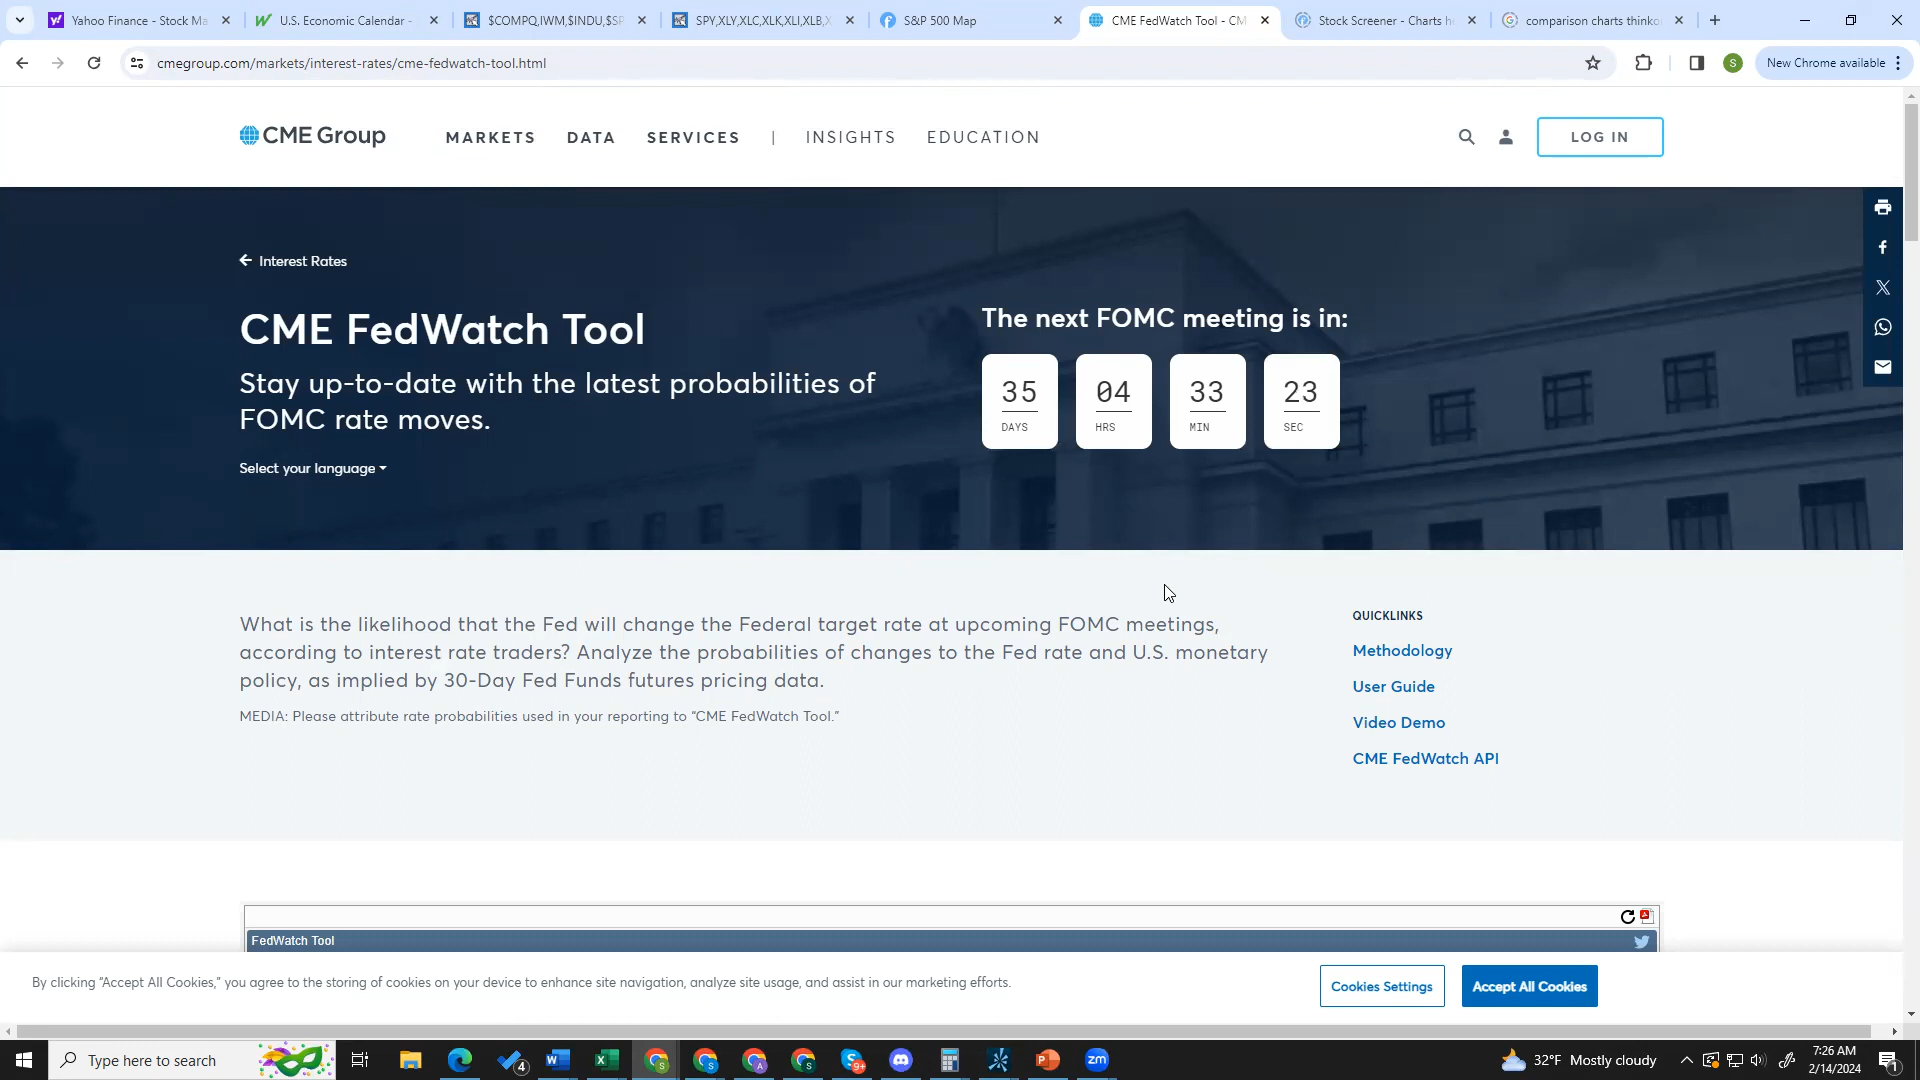 Yahoo Finance - Stock Ma
U.S. Economic Calendar -
$COMPQ,IWM,$INDU,$SP
SPY,XLY,XLC,XLK,XLI,XLB,X
S&P 500 Map
CME FedWatch Tool - CM
Stock Screener - Charts h
comparison charts thinko
cmegroup.com/markets/interest-rates/cme-fedwatch-tool.html
S
New Chrome available
CME Group
MARKETS
DATA
SERVICES
|
INSIGHTS
EDUCATION
LOG IN
Interest Rates
CME FedWatch Tool
Stay up-to-date with the latest probabilities of
FOMC rate moves.
Select your language
The next FOMC meeting is in:
35 04 33 23
DAYS HRS MIN SEC
What is the likelihood that the Fed will change the Federal target rate at upcoming FOMC meetings,
according to interest rate traders? Analyze the probabilities of changes to the Fed rate and U.S. monetary
policy, as implied by 30-Day Fed Funds futures pricing data.
MEDIA: Please attribute rate probabilities used in your reporting to “CME FedWatch Tool.”
QUICKLINKS
Methodology
User Guide
Video Demo
CME FedWatch API
FedWatch Tool
By clicking “Accept All Cookies,” you agree to the storing of cookies on your device to enhance site navigation, analyze site usage, and assist in our marketing efforts.
Cookies Settings
Accept All Cookies
Type here to search
4
9+
zm
32°F Mostly cloudy
7:26 AM
2/14/2024
1